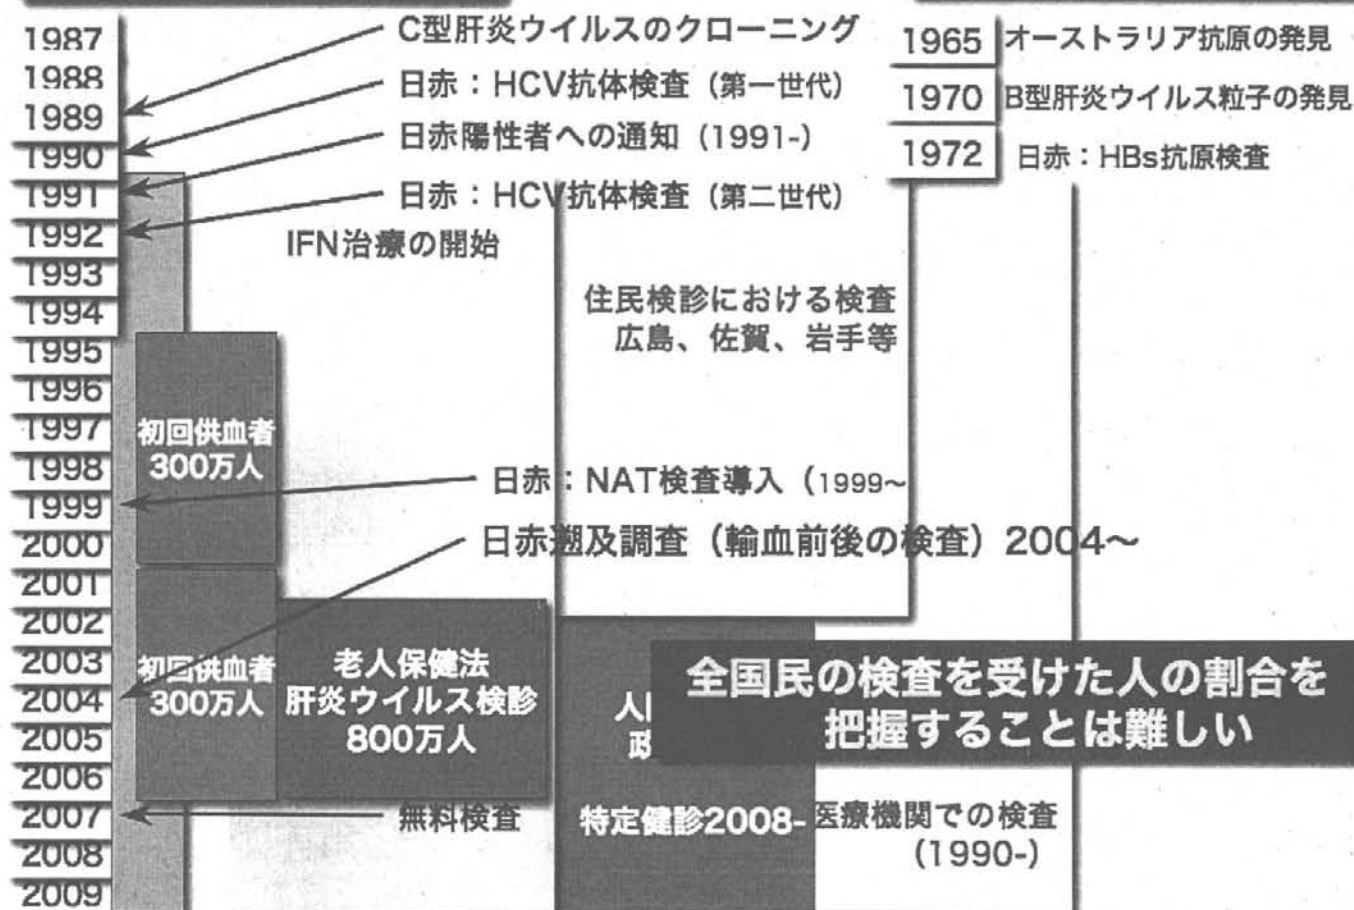 1987
1988
1989
1990
1991
1992
1993
1994
1995
1996
1997
1998
1999
2000
2001
2002
2003
2004
2005
2006
2007
2008
2009
C型肝炎ウイルスのクローニング
日赤：HCV抗体検査（第一世代）
日赤陽性者への通知（1991-）
日赤：HCV抗体検査（第二世代）
IFN治療の開始
1965 オーストラリア抗原の発見
1970 B型肝炎ウイルス粒子の発見
1972 日赤：HBs抗原検査
住民検診における検査
広島、佐賀、岩手等
初回供血者
300万人
日赤：NAT検査導入（1999～
日赤遡及調査（輸血前後の検査）2004～
初回供血者
300万人
老人保健法
肝炎ウイルス検診
800万人
人
政
全国民の検査を受けた人の割合を
把握することは難しい
無料検査
特定健診2008-
医療機関での検査
（1990-）